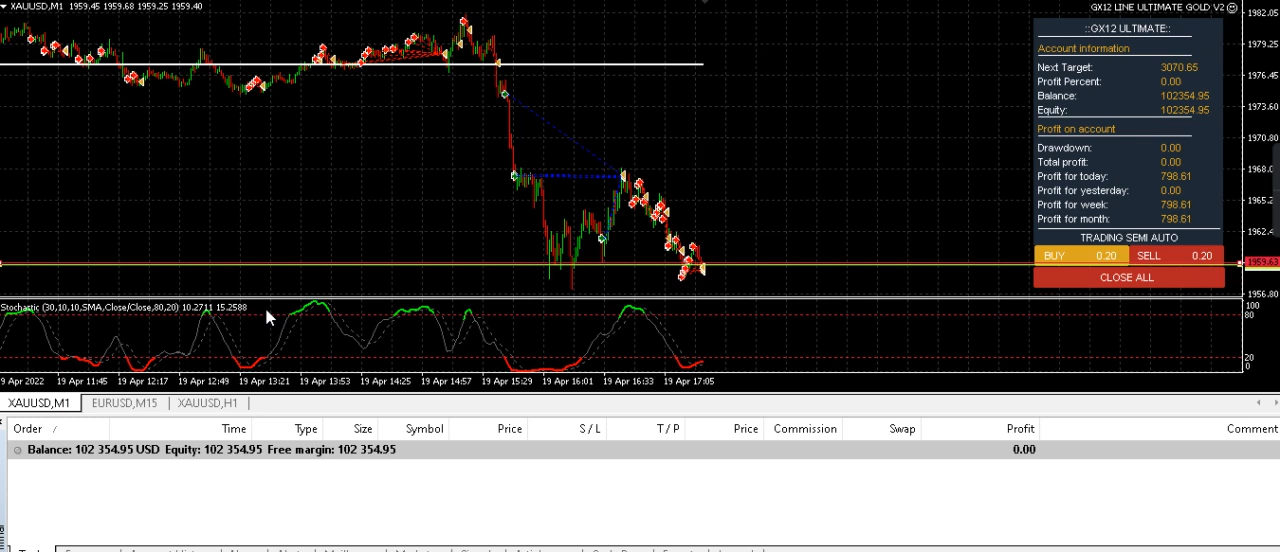 XAUUSD,M1 1959.45 1959.68 1959.25 1959.40
GX12 LINE ULTIMATE GOLD V2
::GX12 ULTIMATE::
Account information
Next Target: 3070.65
Profit Percent: 0.00
Balance: 102354.95
Equity: 102354.95
Profit on account
Drawdown: 0.00
Total profit: 0.00
Profit for today: 798.61
Profit for yesterday: 0.00
Profit for week: 798.61
Profit for month: 798.61
TRADING SEMI AUTO
BUY 0.20 SELL 0.20
CLOSE ALL
1982.05
1979.25
1976.45
1973.60
1970.80
1968.0
1965.2
1962.4
1959.63
1956.80
Stochastic (30,10,10,SMA,Close/Close,80,20) 10.2711 15.2588
100
80
20
0
9 Apr 2022 19 Apr 11:45 19 Apr 12:17 19 Apr 12:49 19 Apr 13:21 19 Apr 13:53 19 Apr 14:25 19 Apr 14:57 19 Apr 15:29 19 Apr 16:01 19 Apr 16:33 19 Apr 17:05
XAUUSD,M1 EURUSD,M15 XAUUSD,H1
Order / Time Type Size Symbol Price S / L T / P Price Commission Swap Profit Comment
Balance: 102 354.95 USD Equity: 102 354.95 Free margin: 102 354.95 0.00